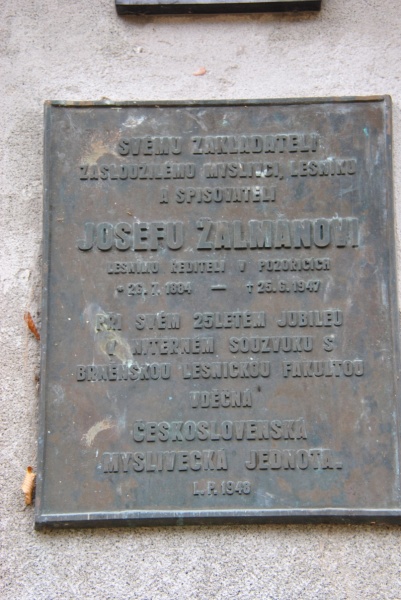 SVÉMU ZAKLADATELI
ZASLOUŽILÉMU MYSLIVCI, LESNÍKU
A SPISOVATELI
JOSEFU ŽALMANOVI
LESNÍMU ŘEDITELI V POZOŘICÍCH
* 29.7.1884 — † 25.6.1947
PŘI SVÉM 25LETÉM JUBILEU
V NITERNÉM SOUZVUKU S
BRNĚNSKOU LESNICKOU FAKULTOU
VDĚČNÁ
ČESKOSLOVENSKÁ
MYSLIVECKÁ JEDNOTA.
L.P. 1948